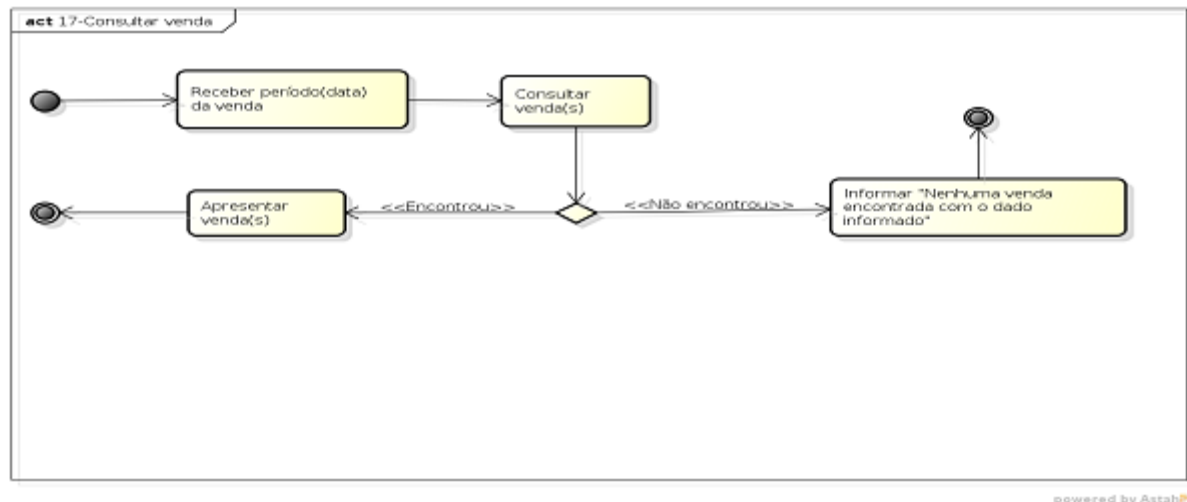 act 17-Consultar venda
Receber período(data)
da venda
Consultar
venda(s)
Apresentar
venda(s)
<<Encontrou>>
<<Não encontrou>>
Informar "Nenhuma venda
encontrada com o dado
informado"
powered by Astah